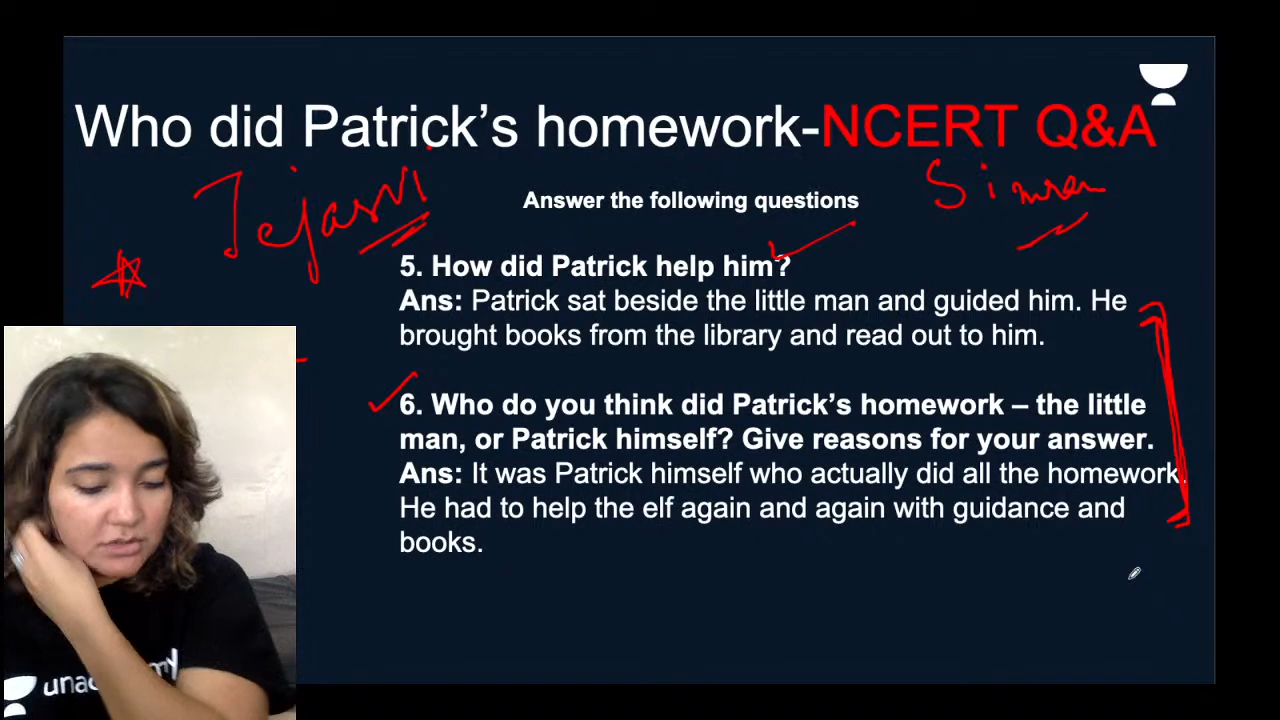 Who did Patrick's homework-NCERT Q&A
Tejasvi
Simran
Answer the following questions
5. How did Patrick help him?
Ans: Patrick sat beside the little man and guided him. He
brought books from the library and read out to him.
6. Who do you think did Patrick's homework – the little
man, or Patrick himself? Give reasons for your answer.
Ans: It was Patrick himself who actually did all the homework.
He had to help the elf again and again with guidance and
books.